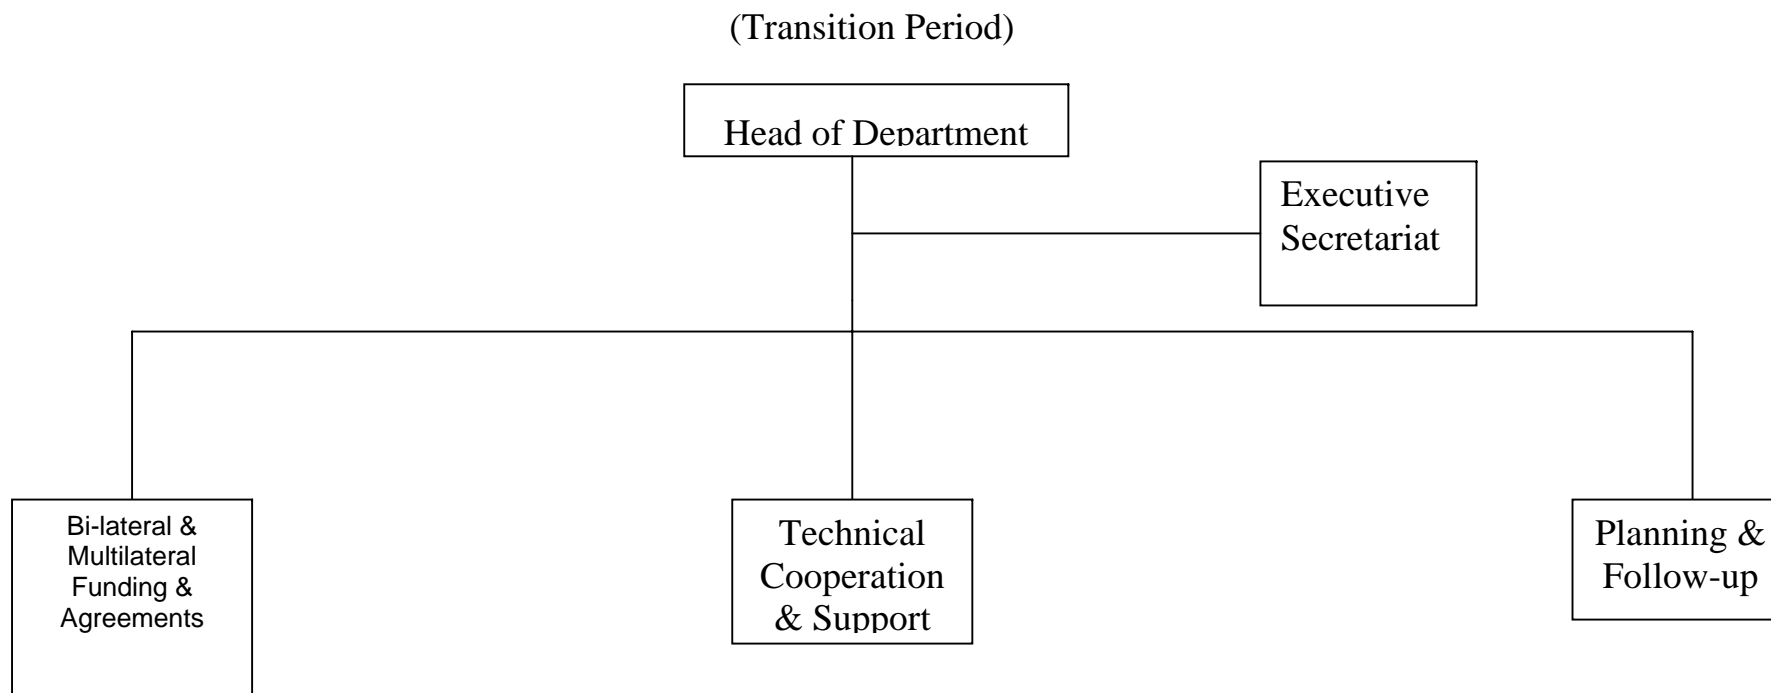 (Transition Period)
Head of Department
Executive
Secretariat
Bi-lateral &
Multilateral
Funding &
Agreements
Technical
Cooperation
& Support
Planning &
Follow-up